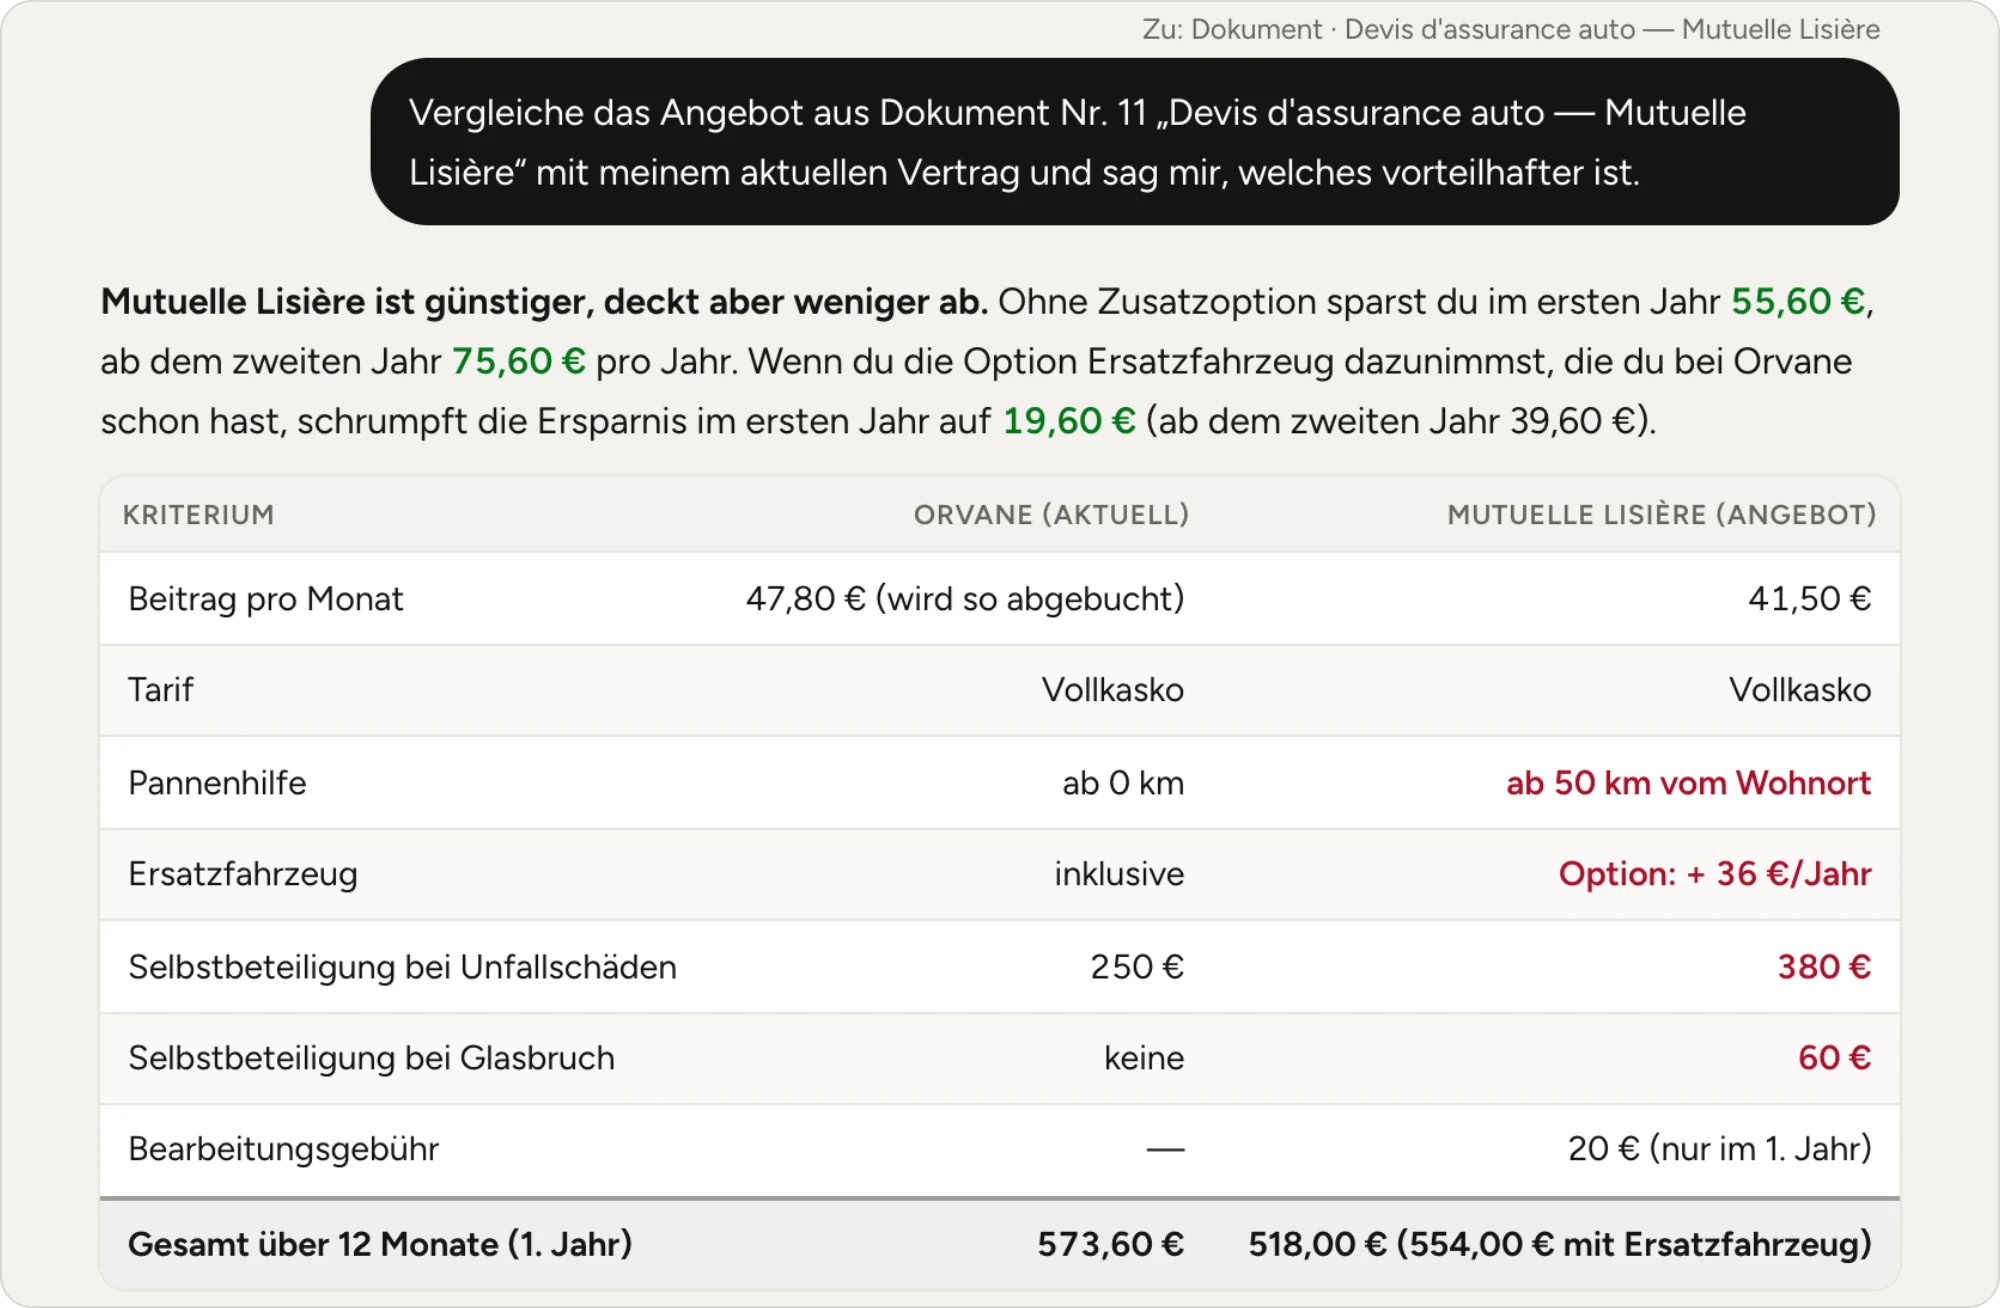 Zu: Dokument · Devis d'assurance auto — Mutuelle Lisière
Vergleiche das Angebot aus Dokument Nr. 11 „Devis d'assurance auto — Mutuelle
Lisière“ mit meinem aktuellen Vertrag und sag mir, welches vorteilhafter ist.
Mutuelle Lisière ist günstiger, deckt aber weniger ab. Ohne Zusatzoption sparst du im ersten Jahr 55,60 €,
ab dem zweiten Jahr 75,60 € pro Jahr. Wenn du die Option Ersatzfahrzeug dazunimmst, die du bei Orvane
schon hast, schrumpft die Ersparnis im ersten Jahr auf 19,60 € (ab dem zweiten Jahr 39,60 €).
KRITERIUM ORVANE (AKTUELL) MUTUELLE LISIÈRE (ANGEBOT)
Beitrag pro Monat 47,80 € (wird so abgebucht) 41,50 €
Tarif Vollkasko Vollkasko
Pannenhilfe ab 0 km ab 50 km vom Wohnort
Ersatzfahrzeug inklusive Option: + 36 €/Jahr
Selbstbeteiligung bei Unfallschäden 250 € 380 €
Selbstbeteiligung bei Glasbruch keine 60 €
Bearbeitungsgebühr — 20 € (nur im 1. Jahr)
Gesamt über 12 Monate (1. Jahr) 573,60 € 518,00 € (554,00 € mit Ersatzfahrzeug)